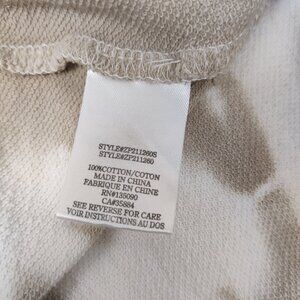 STYLE#ZP211260S
STYLE#ZP211260
100%COTTON/COTON
MADE IN CHINA
FABRIQUE EN CHINE
RN#135090
CA#35884
SEE REVERSE FOR CARE
VOIR INSTRUCTIONS AU DOS